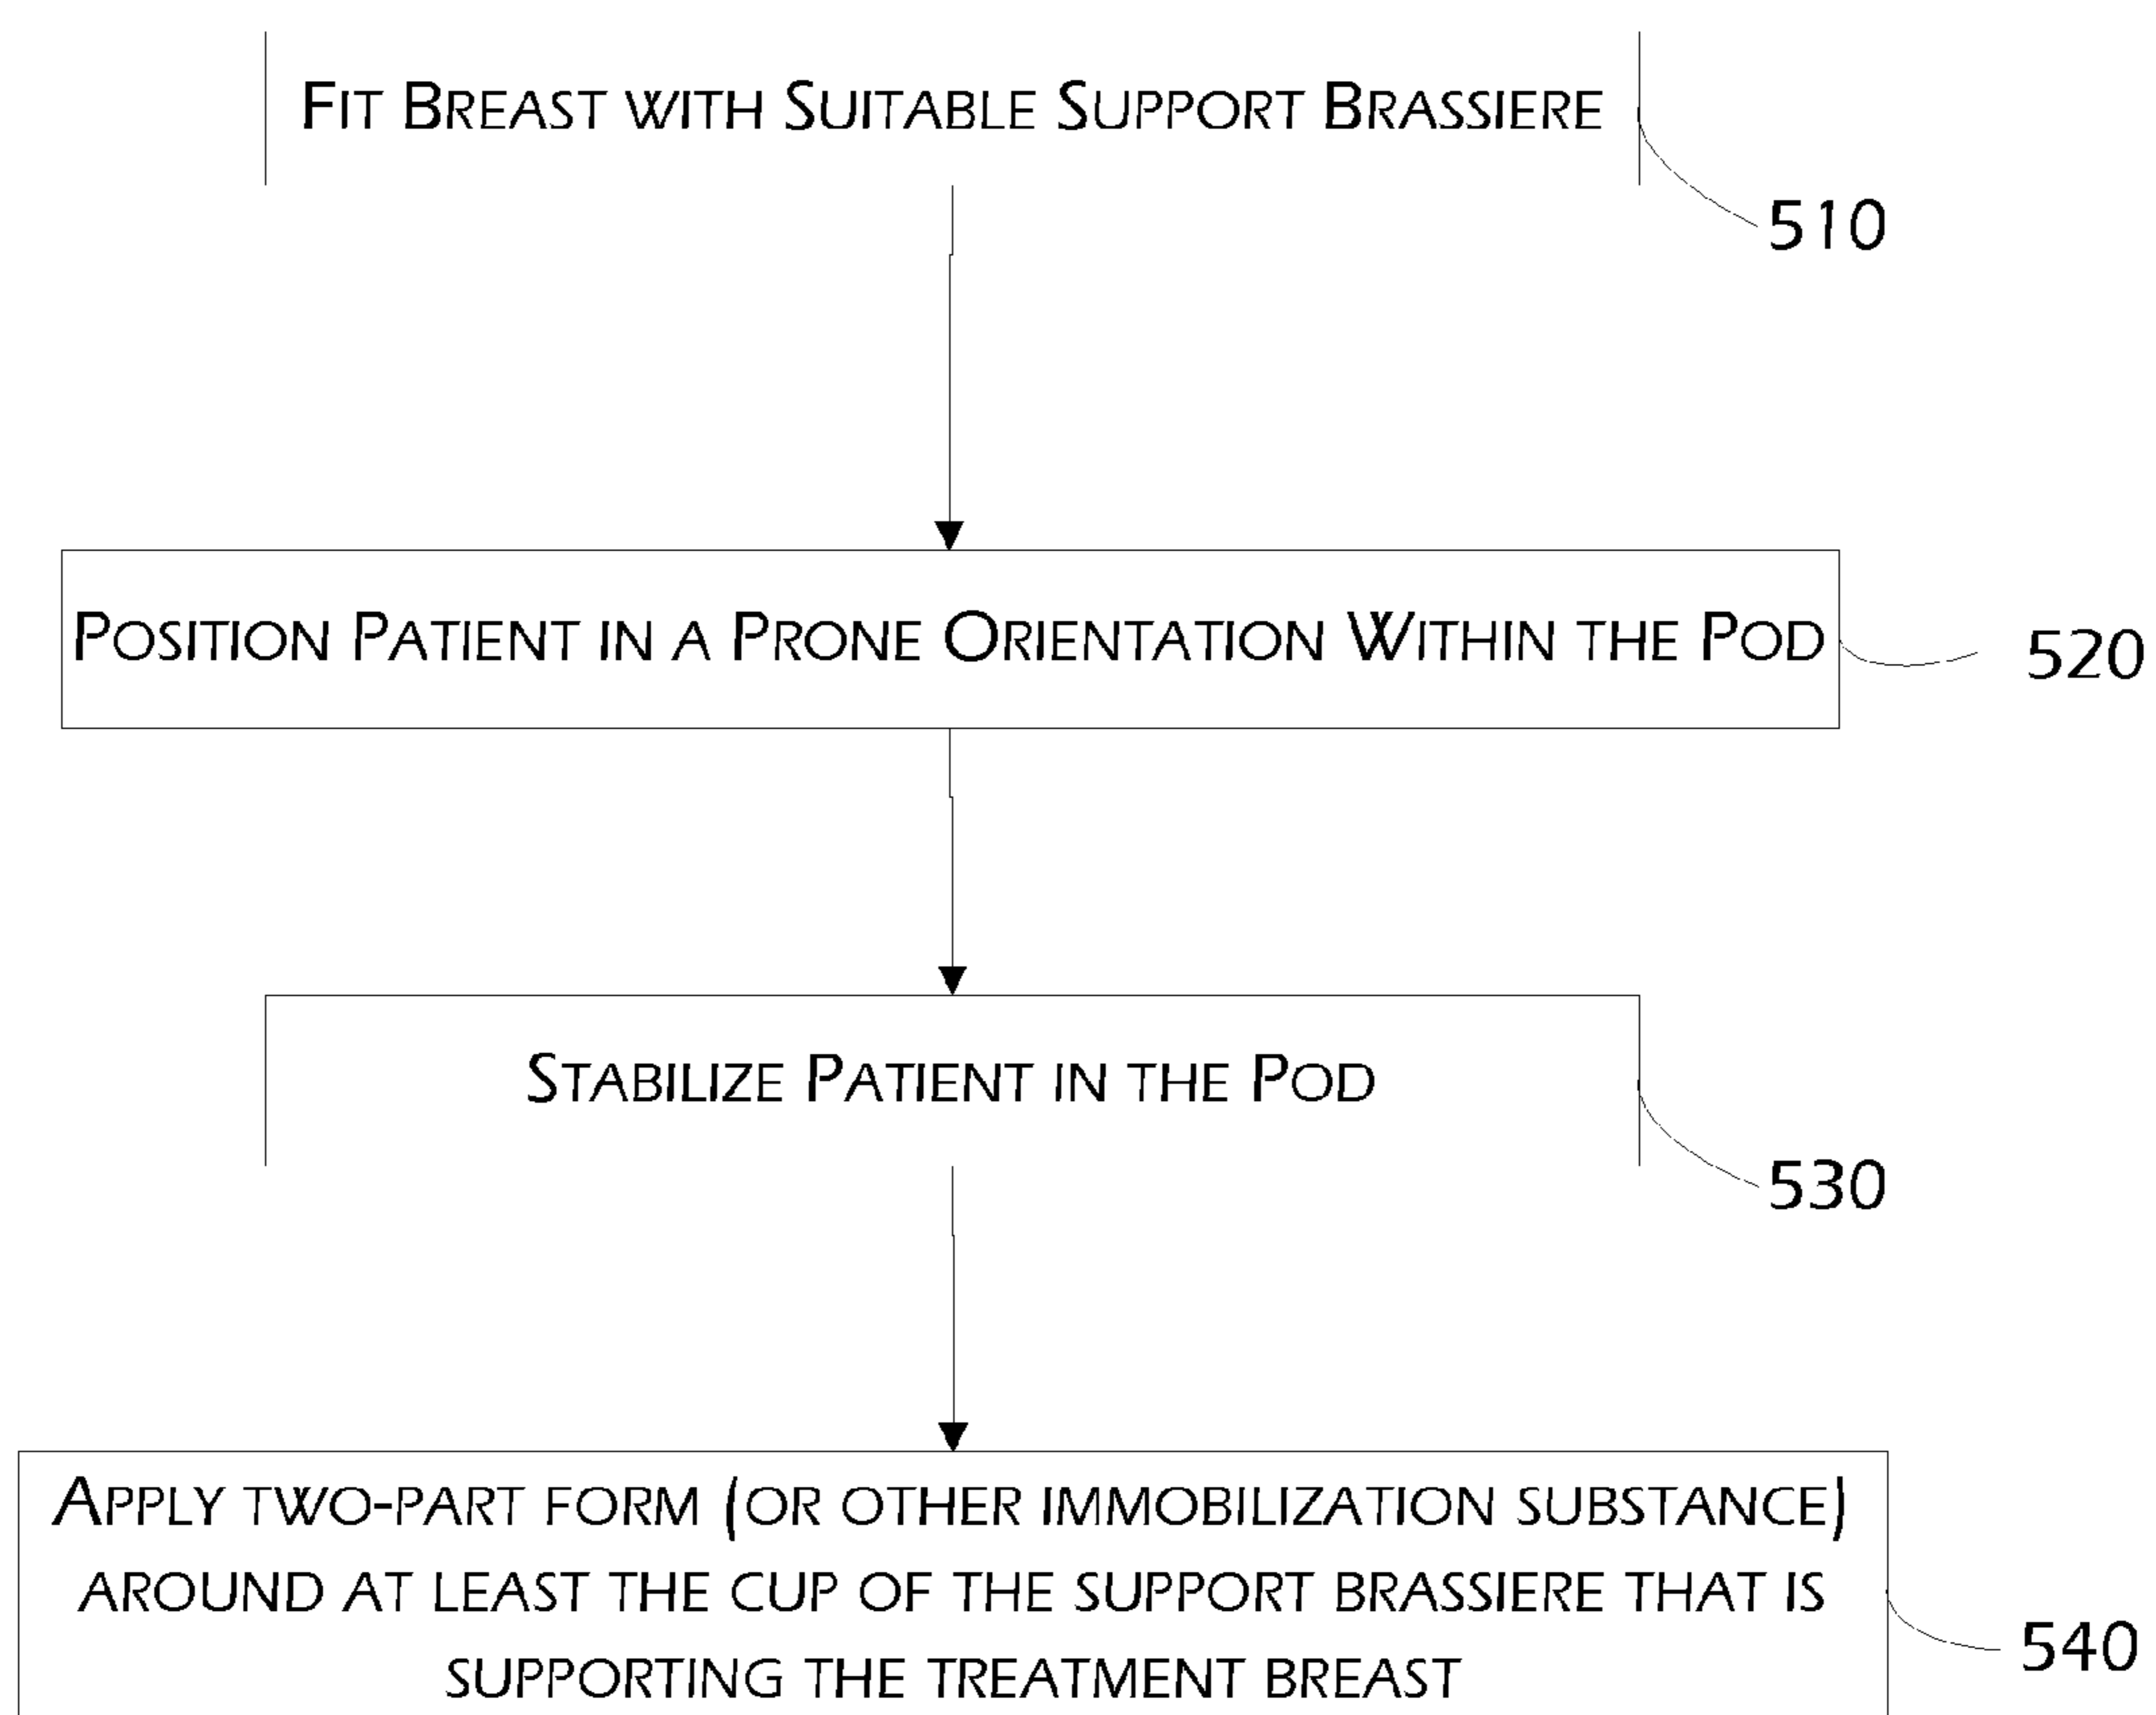 Fit Breast with Suitable Support Brassiere
510
Position Patient in a Prone Orientation Within the Pod
520
Stabilize Patient in the Pod
530
Apply two-part form (or other immobilization substance)
around at least the cup of the support brassiere that is
supporting the treatment breast
540